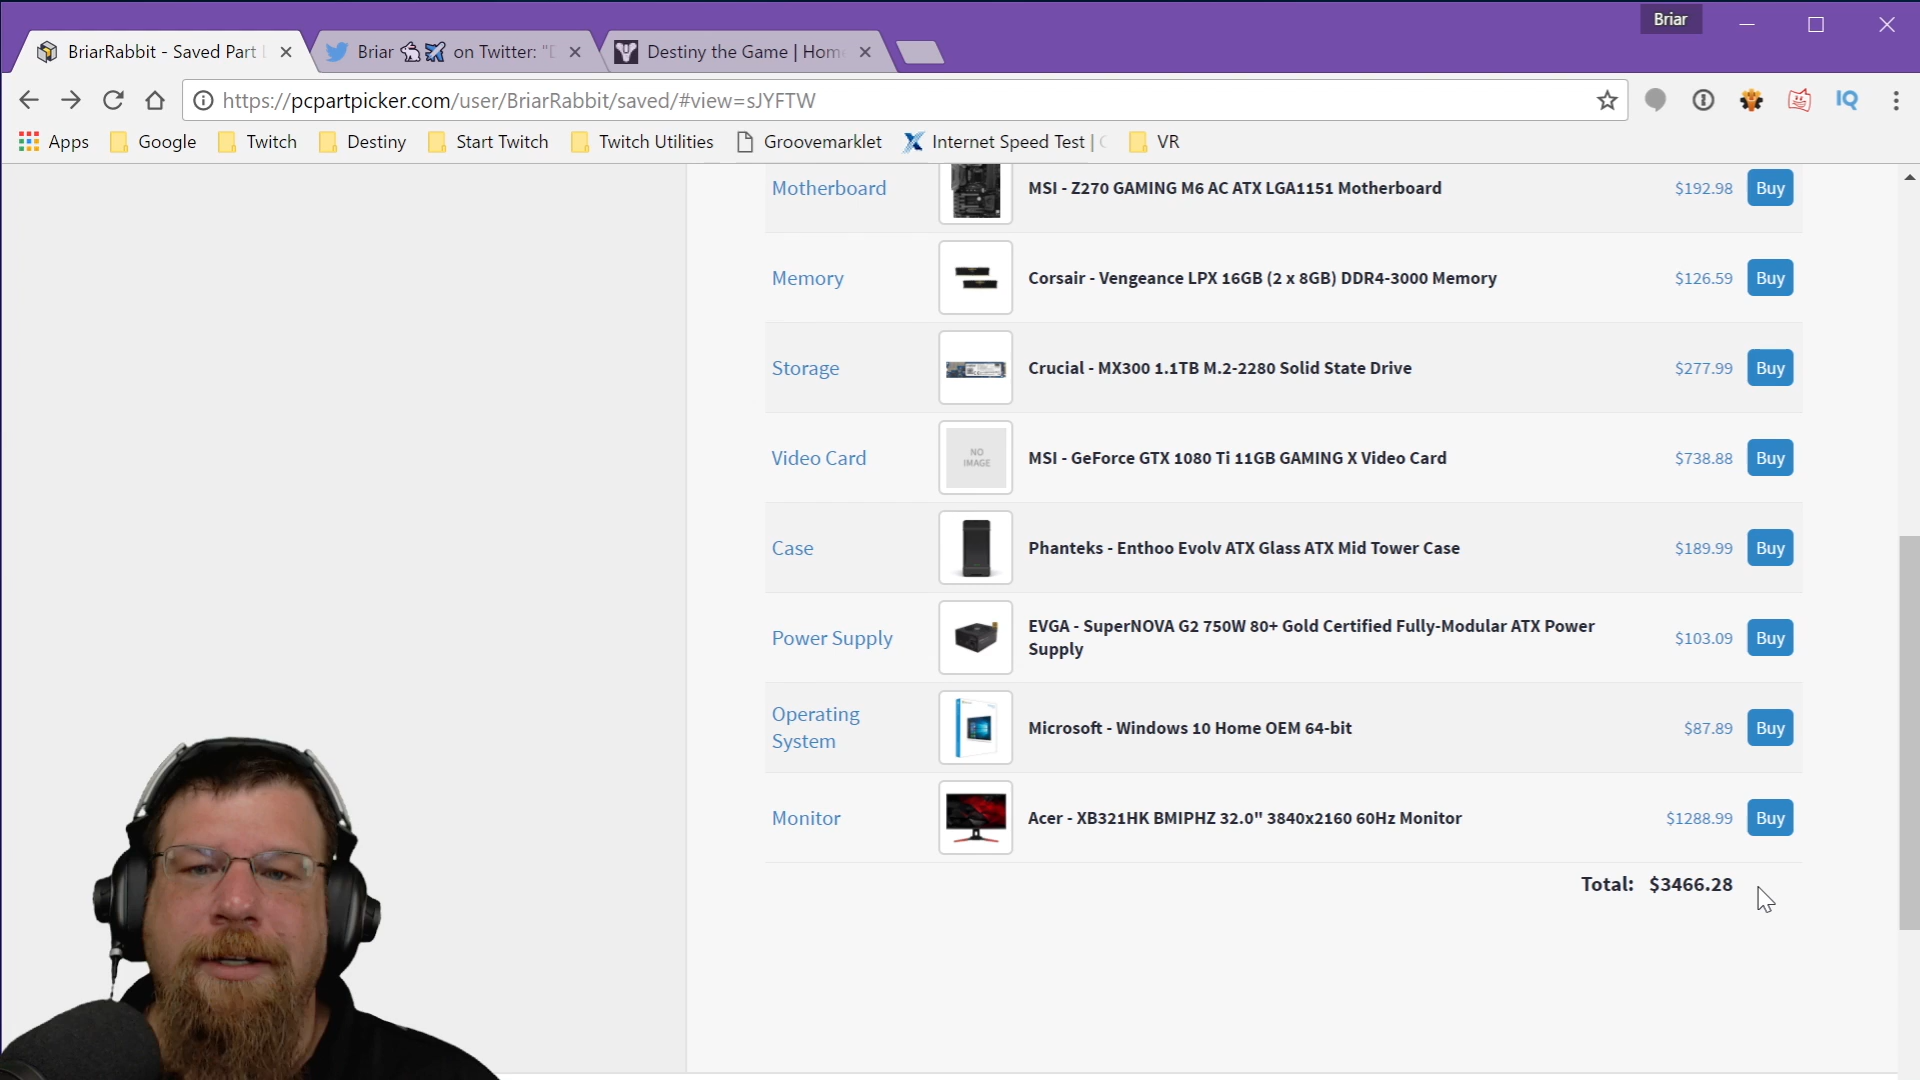 Briar
BriarRabbit - Saved Part L
Briar on Twitter: "D
Destiny the Game | Home
https://pcpartpicker.com/user/BriarRabbit/saved/#view=sJYFTW
IQ
Apps
Google
Twitch
Destiny
Start Twitch
Twitch Utilities
Groovemarklet
Internet Speed Test |
VR
Motherboard MSI - Z270 GAMING M6 AC ATX LGA1151 Motherboard $192.98 Buy
Memory Corsair - Vengeance LPX 16GB (2 x 8GB) DDR4-3000 Memory $126.59 Buy
Storage Crucial - MX300 1.1TB M.2-2280 Solid State Drive $277.99 Buy
Video Card NO IMAGE MSI - GeForce GTX 1080 Ti 11GB GAMING X Video Card $738.88 Buy
Case Phanteks - Enthoo Evolv ATX Glass ATX Mid Tower Case $189.99 Buy
Power Supply EVGA - SuperNOVA G2 750W 80+ Gold Certified Fully-Modular ATX Power
Supply $103.09 Buy
Operating
System Microsoft - Windows 10 Home OEM 64-bit $87.89 Buy
Monitor Acer - XB321HK BMIPHZ 32.0" 3840x2160 60Hz Monitor $1288.99 Buy
Total: $3466.28